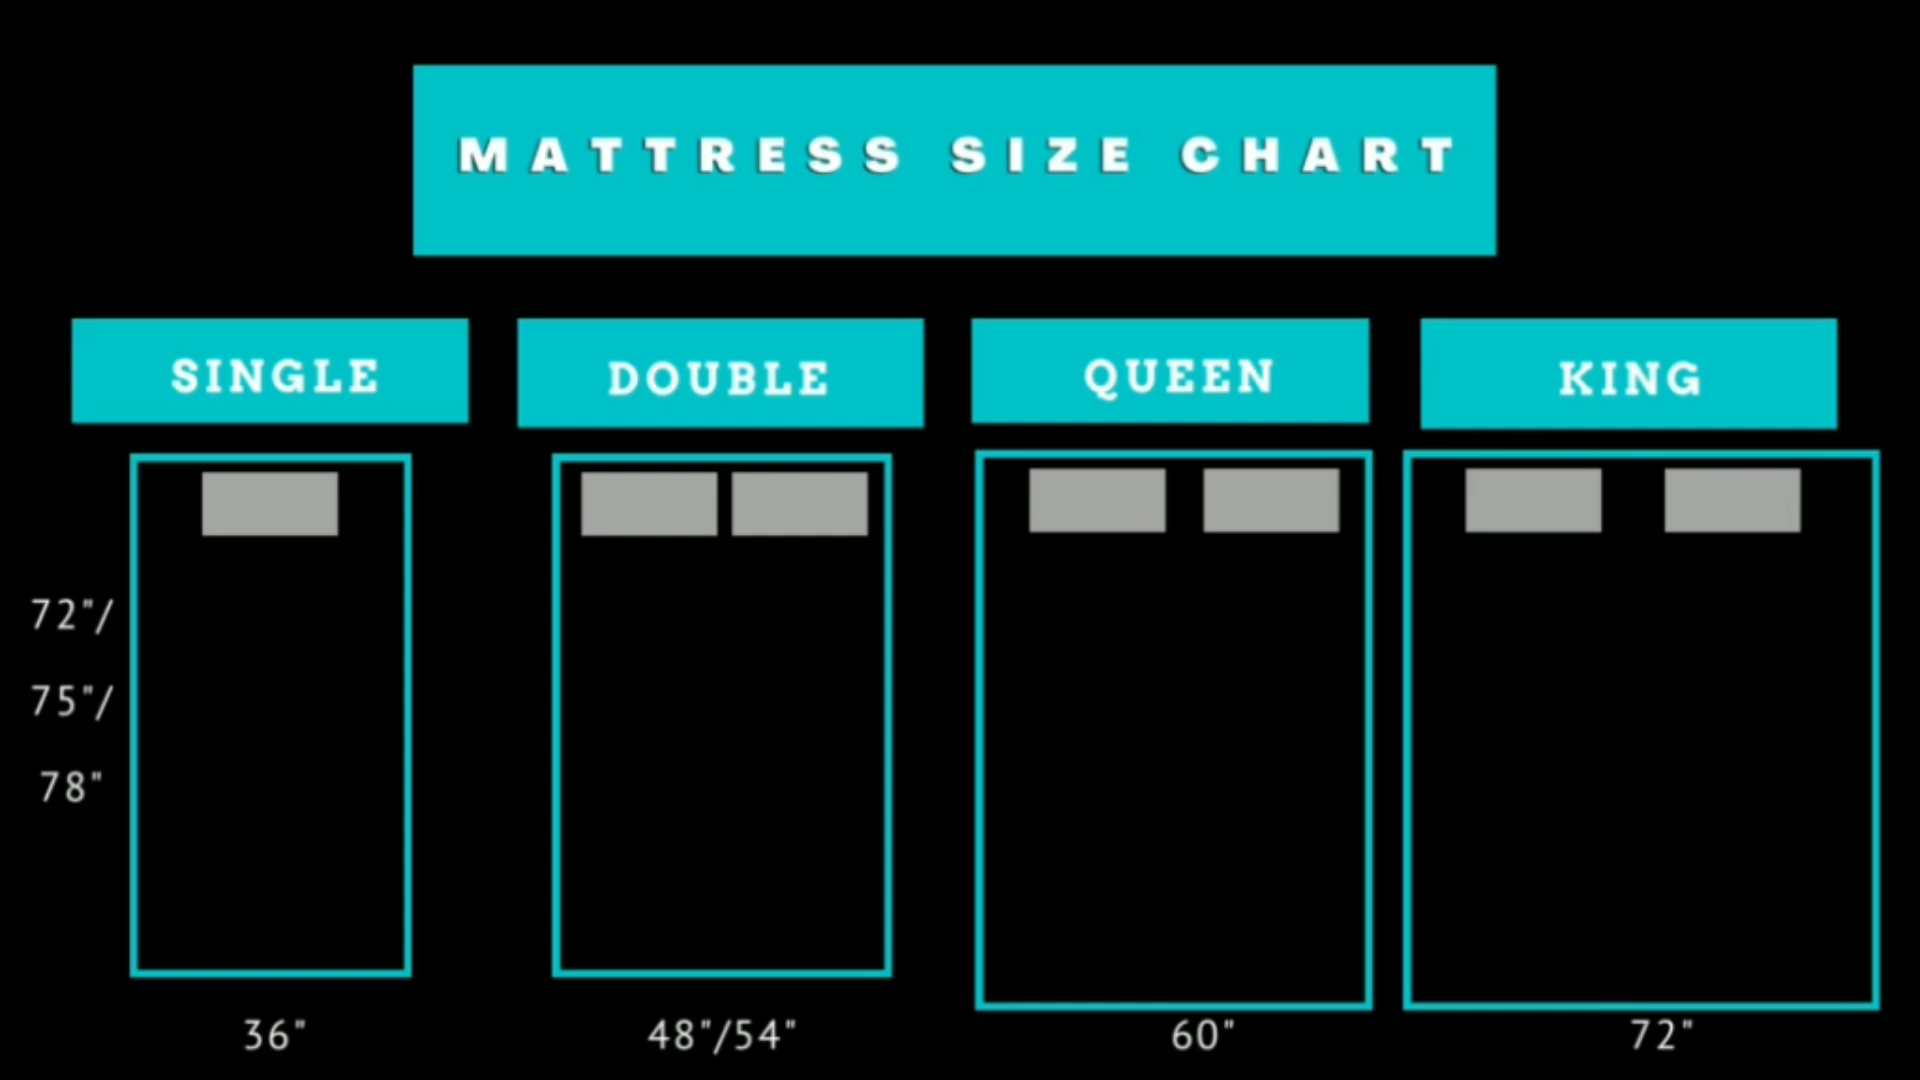 MATTRESS SIZE CHART
SINGLE
DOUBLE
QUEEN
KING
72"/
75"/
78"
36"
48"/54"
60"
72"